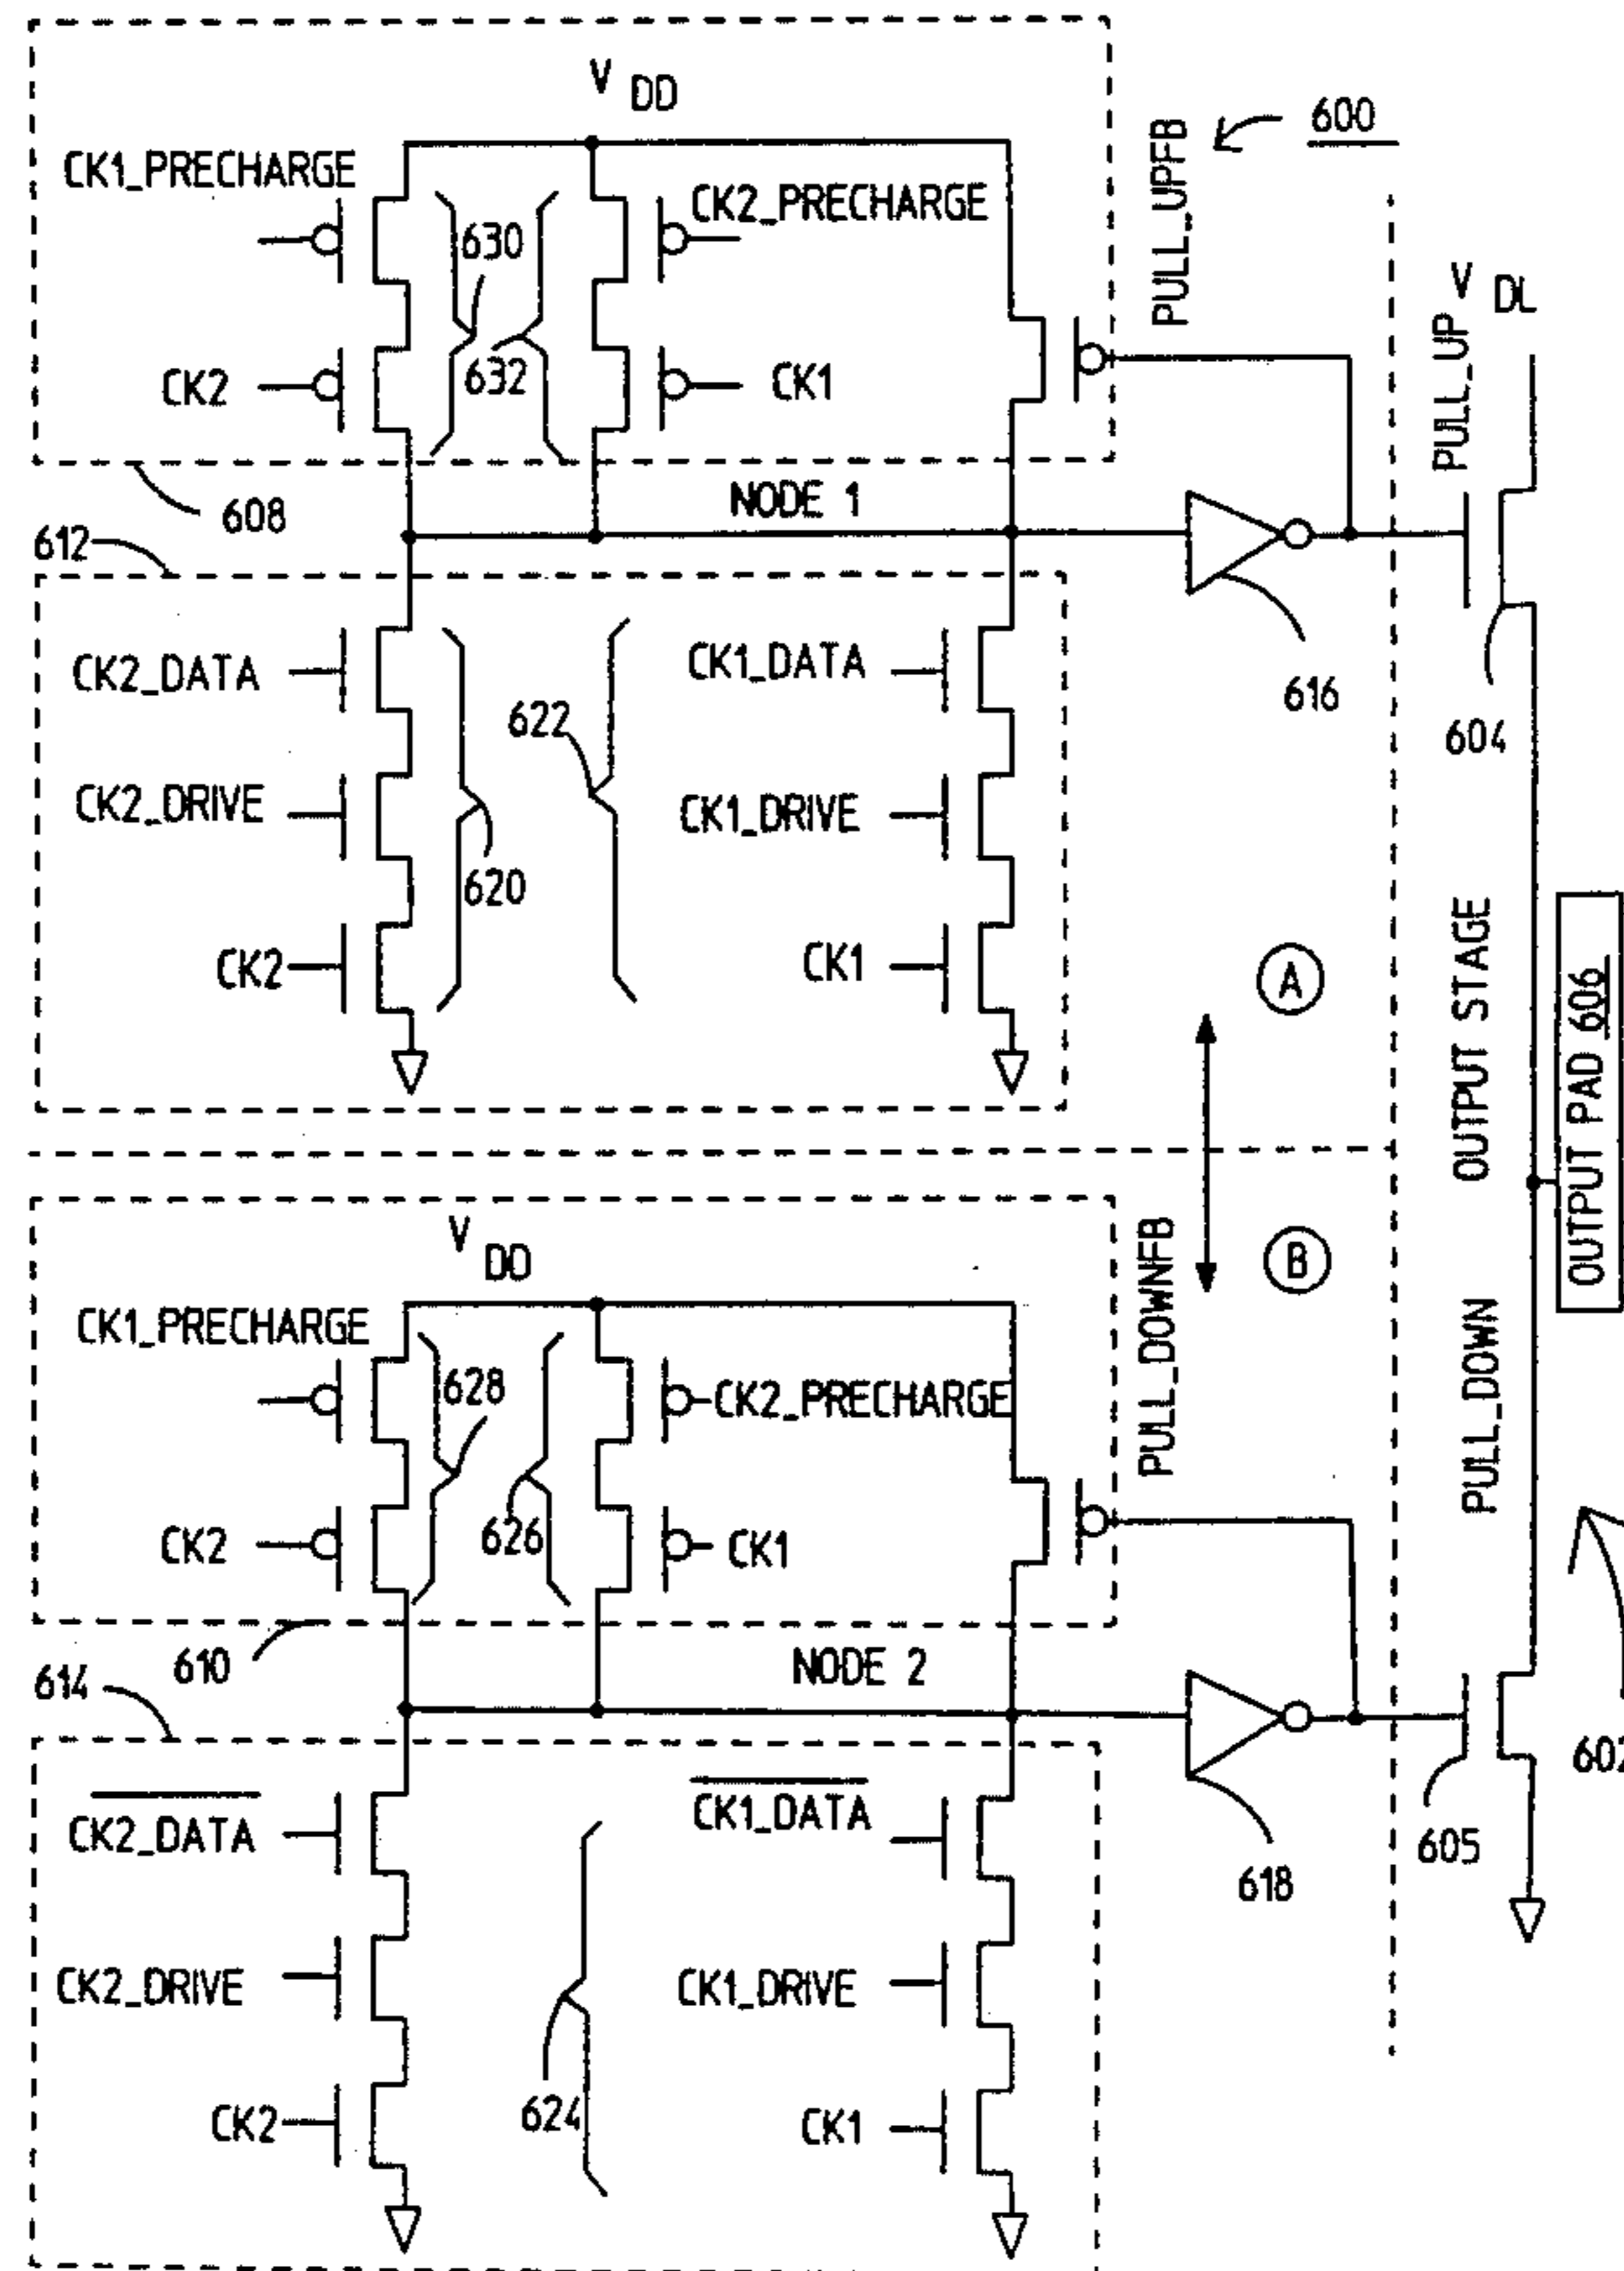 V DD
600
CK1_PRECHARGE
CK2_PRECHARGE
PULL_UPFB
630
632
CK2
CK1
PULL_UP
V DL
608
NODE 1
612
CK2_DATA
CK1_DATA
616
604
622
CK2_DRIVE
CK1_DRIVE
620
CK2
CK1
A
OUTPUT STAGE
OUTPUT PAD 606
B
V DD
CK1_PRECHARGE
CK2_PRECHARGE
PULL_DOWNFB
PULL_DOWN
628
626
CK2
CK1
610
NODE 2
614
602
CK2_DATA
CK1_DATA
605
618
CK2_DRIVE
CK1_DRIVE
624
CK2
CK1